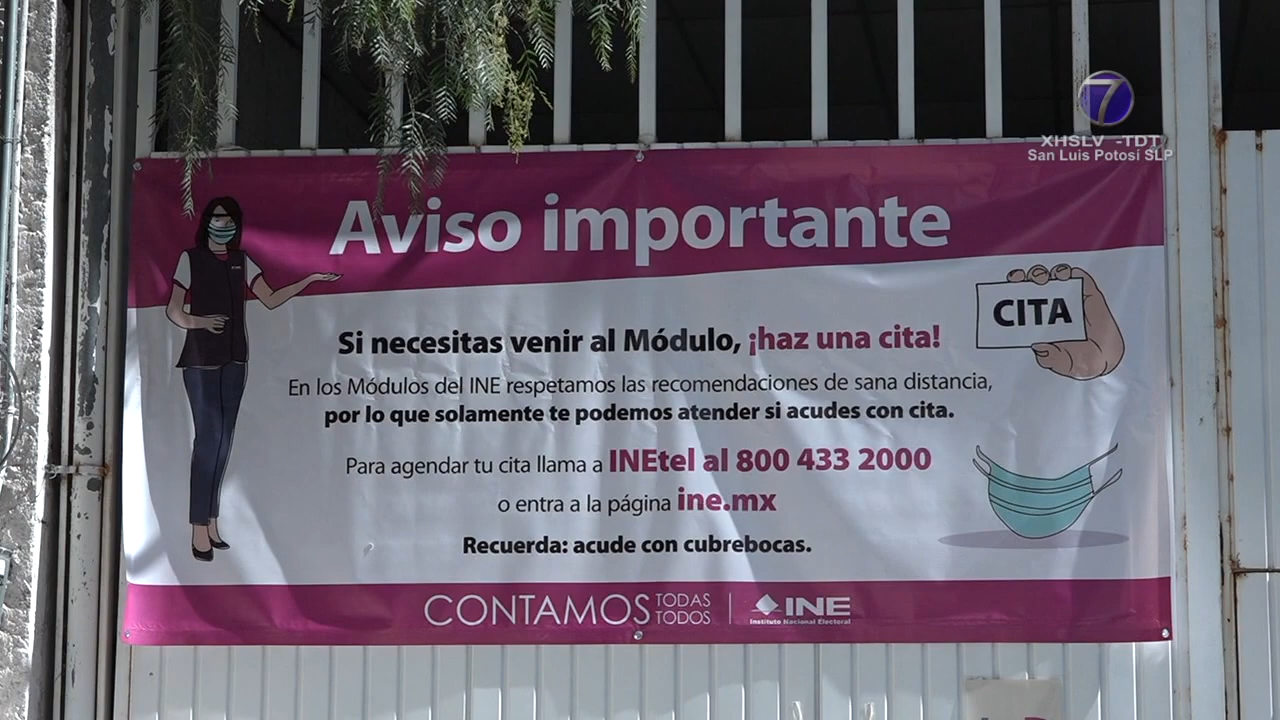 7
XHSLV -TDT
San Luis Potosí SLP
Aviso importante
CITA
Si necesitas venir al Módulo, ¡haz una cita!
En los Módulos del INE respetamos las recomendaciones de sana distancia,
por lo que solamente te podemos atender si acudes con cita.
Para agendar tu cita llama a INEtel al 800 433 2000
o entra a la página ine.mx
Recuerda: acude con cubrebocas.
CONTAMOS TODAS TODOS
INE
Instituto Nacional Electoral